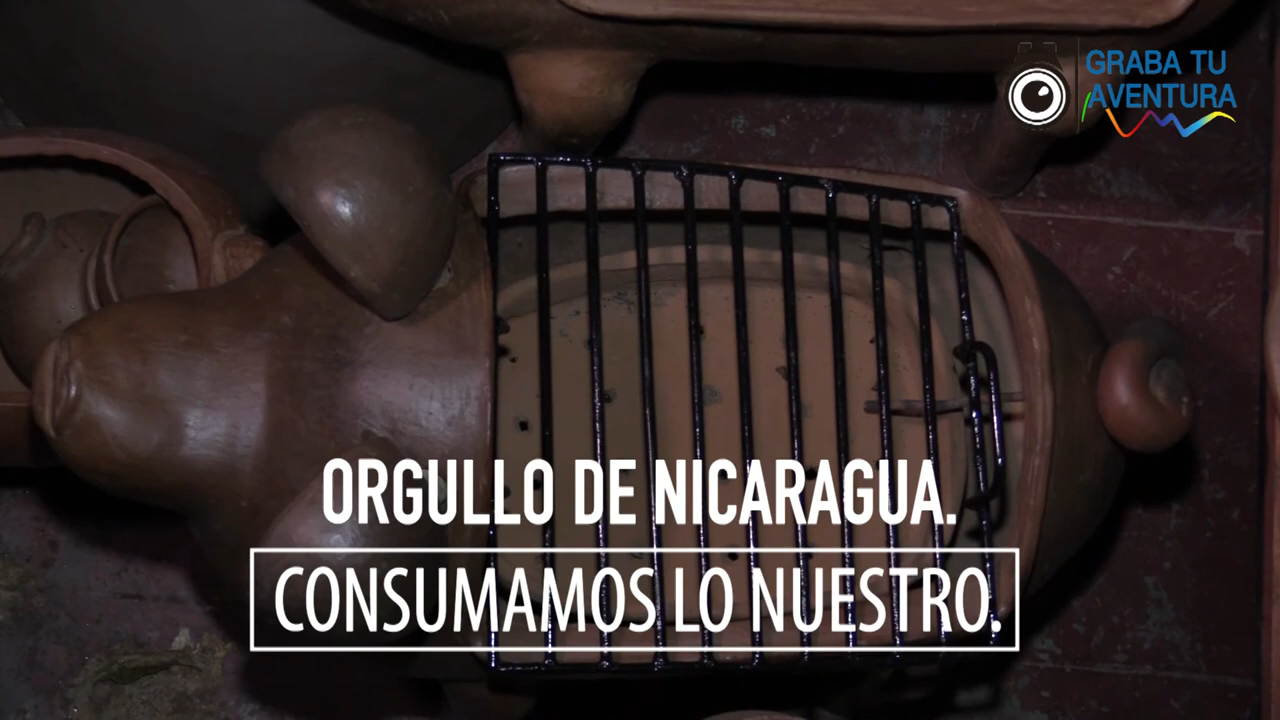 GRABA TU
AVENTURA
ORGULLO DE NICARAGUA.
CONSUMAMOS LO NUESTRO.